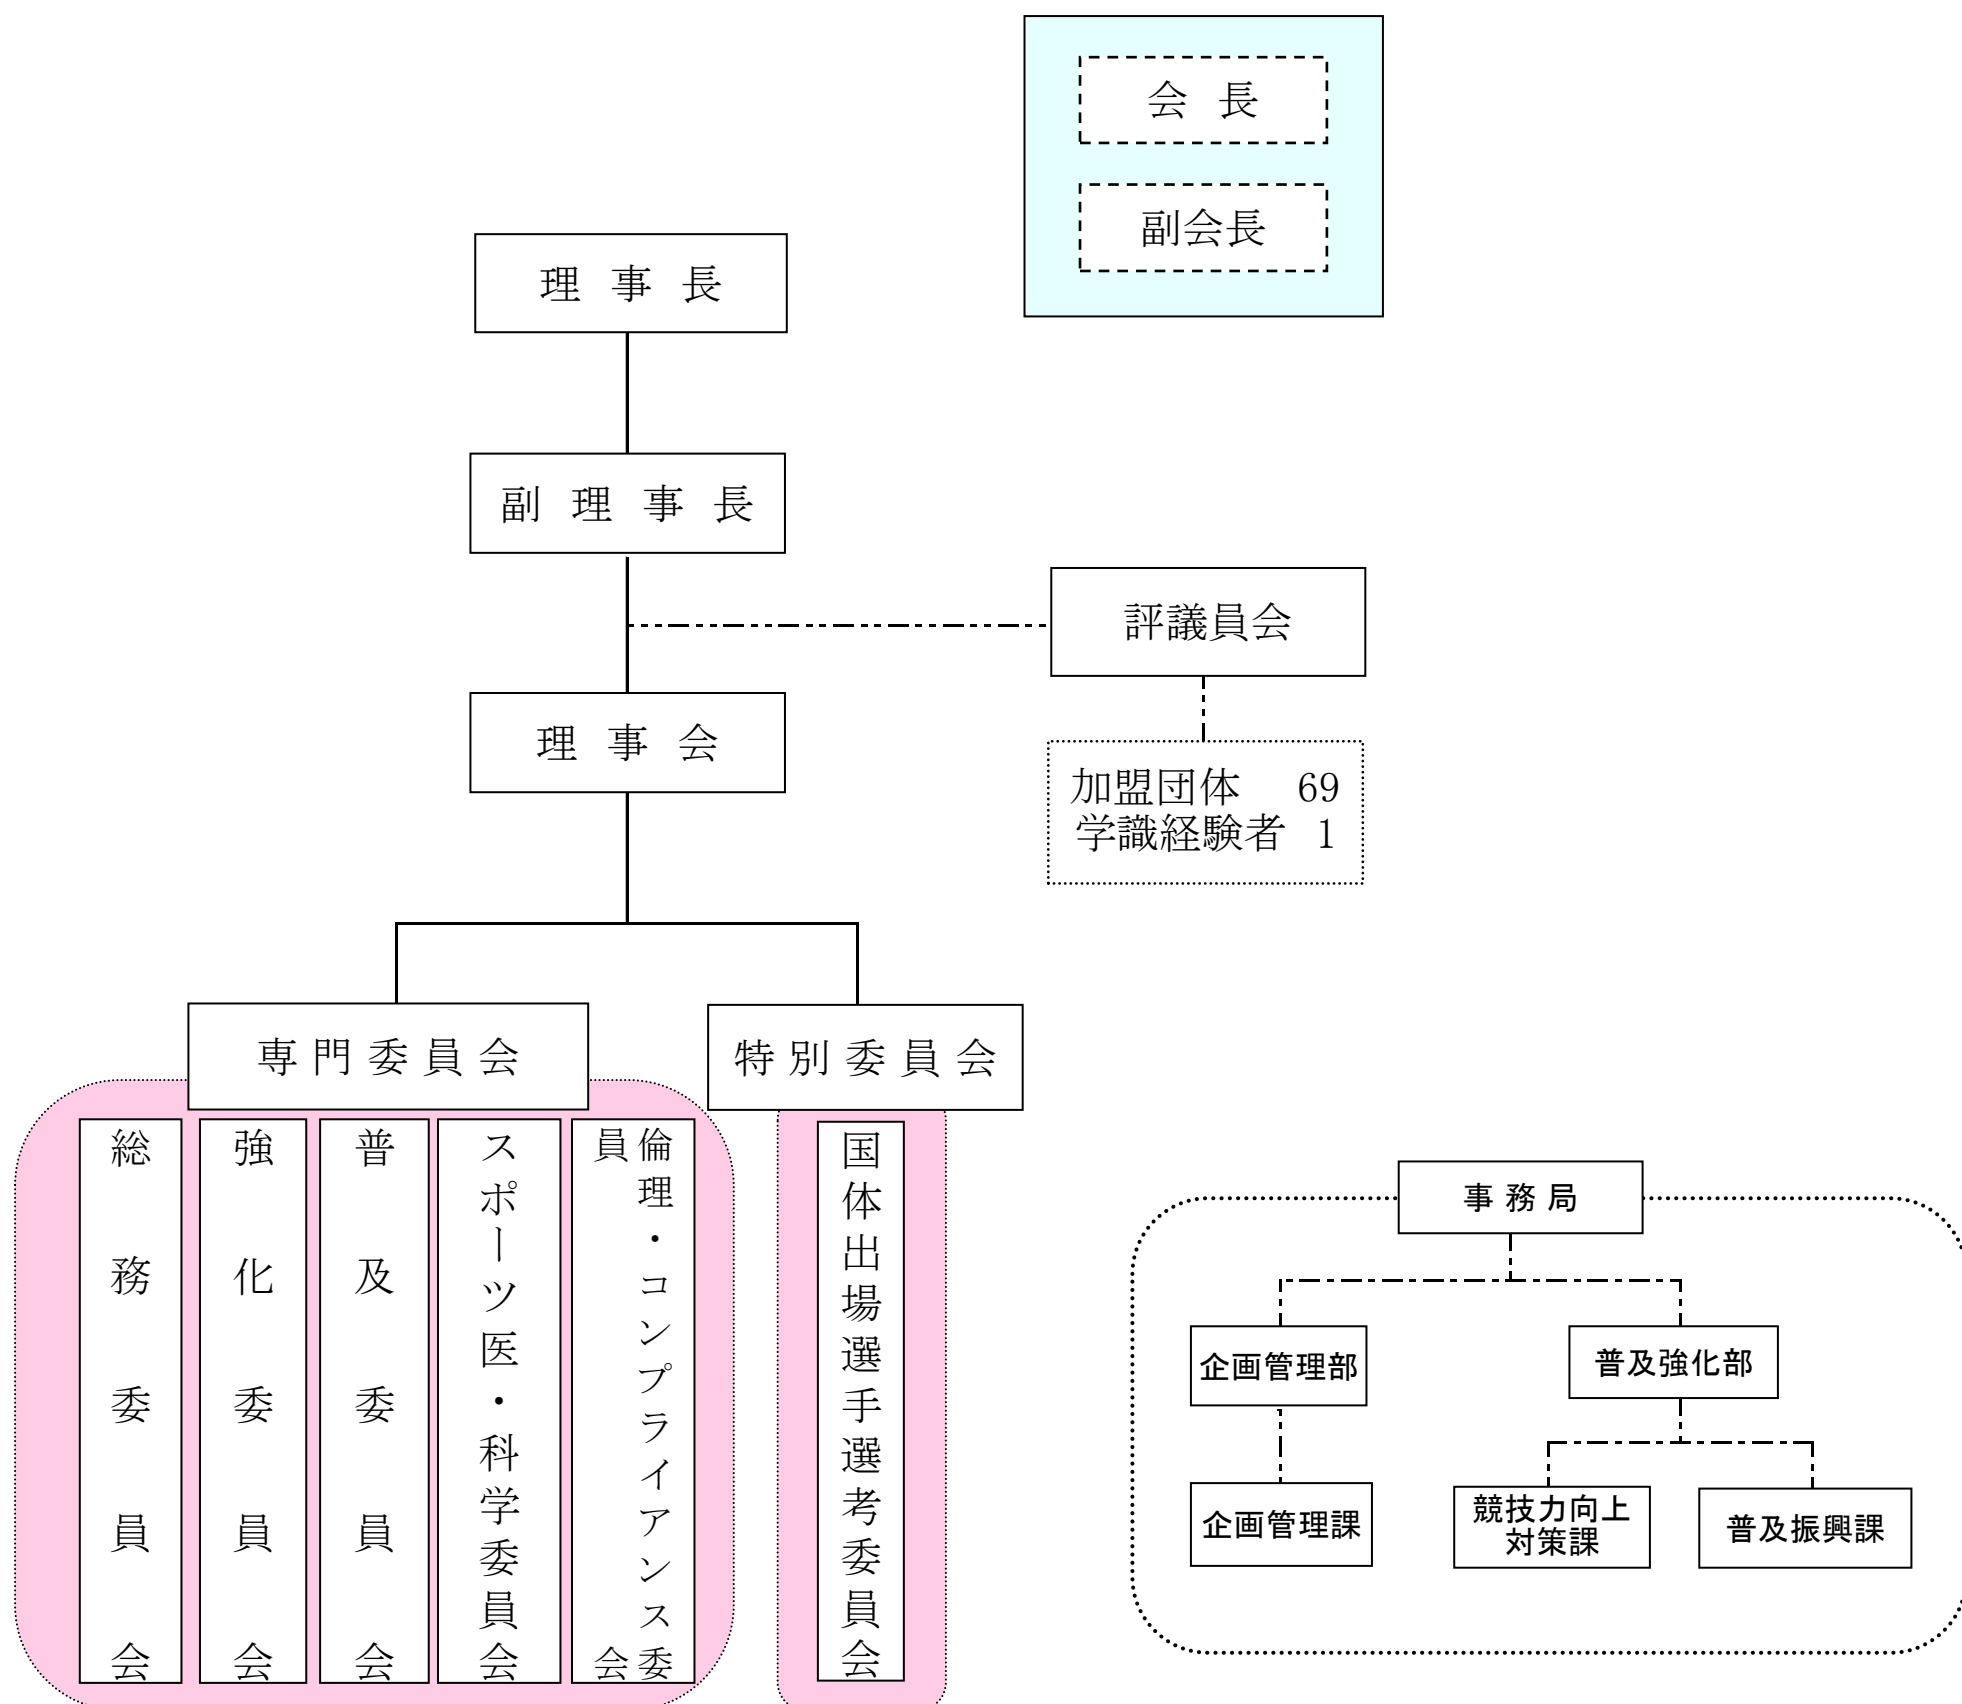 会 長
副会長
理 事 長
副 理 事 長
評議員会
理 事 会
加盟団体 69
学識経験者 1
専 門 委 員 会
特 別 委 員 会
総務委員会
強化委員会
普及委員会
スポーツ医・科学委員会
倫理・コンプライアンス委
員会
国体出場選手選考委員会
事 務 局
企画管理部
普及強化部
企画管理課
競技力向上
対策課
普及振興課